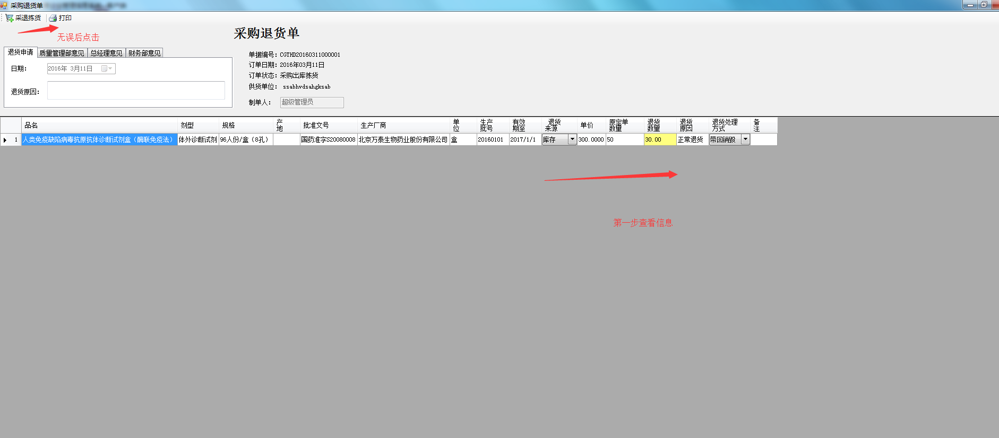 采购退货单
采退拣货 打印
无误后点击
采购退货单
退货申请 质量管理部意见 总经理意见 财务部意见
日期： 2016年 3月11日
退货原因：
单据编号：CGTHD20160311000001
订单日期：2016年03月11日
订单状态：采购出库拣货
供货单位： ssabhvdsahgksab
制单人： 超级管理员
品名 剂型 规格 产地 批准文号 生产厂商 单位 生产批号 有效期至 退货来源 单价 原定单数量 退货数量 退货原因 退货处理方式 备注
1 人类免疫缺陷病毒抗原抗体诊断试剂盒（酶联免疫法） 体外诊断试剂 96人份/盒（8孔） 国药准字S20080008 北京万泰生物药业股份有限公司 盒 20160101 2017/1/1 库存 300.0000 50 30.00 正常退货 带回销毁
第一步查看信息